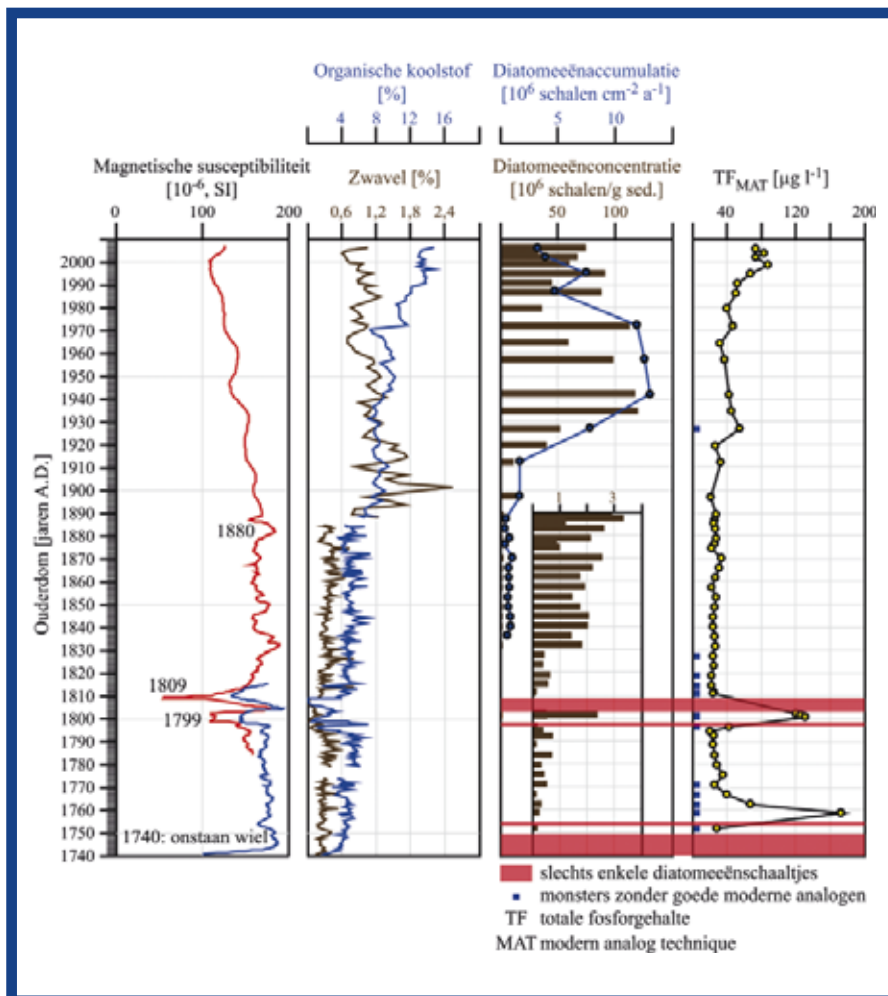 Organische koolstof
[%]
4 8 12 16
Diatomeeënaccumulatie
[10⁶ schalen cm⁻² a⁻¹]
5 10
Magnetische susceptibiliteit
[10⁻⁶, SI]
0 100 200
Zwavel [%]
0,6 1,2 1,8 2,4
Diatomeeënconcentratie
[10⁶ schalen/g sed.]
50 100
TF_MAT [µg l⁻¹]
40 120 200
Ouderdom [jaren A.D.]
2000
1990
1980
1970
1960
1950
1940
1930
1920
1910
1900
1890
1880
1870
1860
1850
1840
1830
1820
1810
1800
1790
1780
1770
1760
1750
1740
1880
1809
1799
1740: onstaan wiel
1 3
slechts enkele diatomeeënschaaltjes
monsters zonder goede moderne analogen
TF totale fosforgehalte
MAT modern analog technique